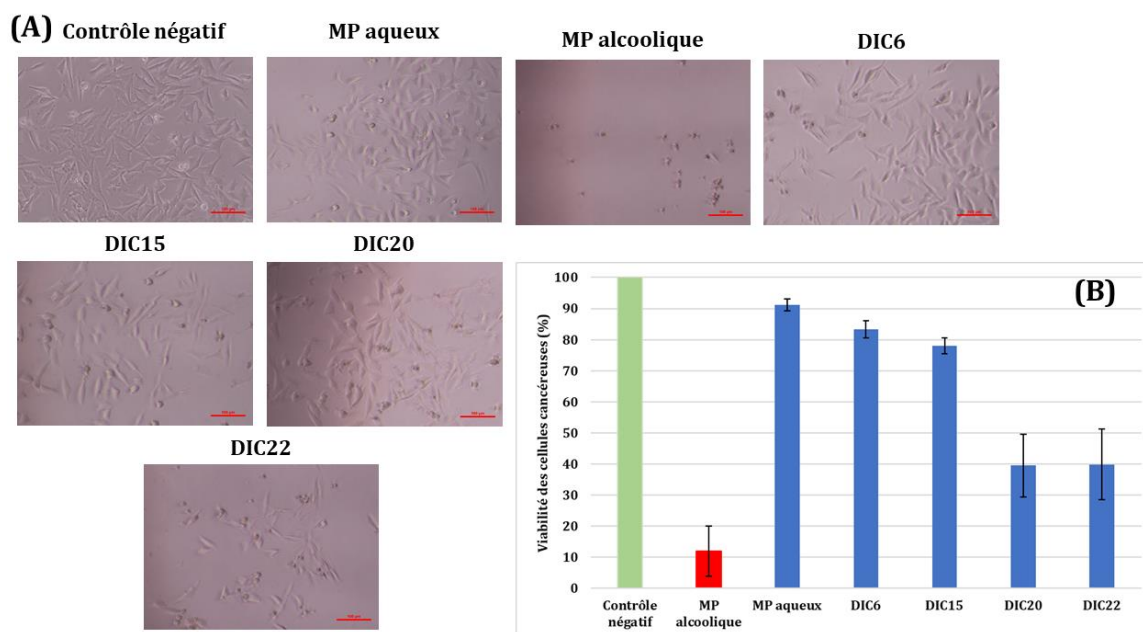 (A)
Contrôle négatif
MP aqueux
MP alcoolique
DIC6
DIC15
DIC20
DIC22
(B)
Viabilité des cellules cancéreuses (%)
100
90
80
70
60
50
40
30
20
10
0
Contrôle
négatif
MP
alcoolique
MP aqueux
DIC6
DIC15
DIC20
DIC22